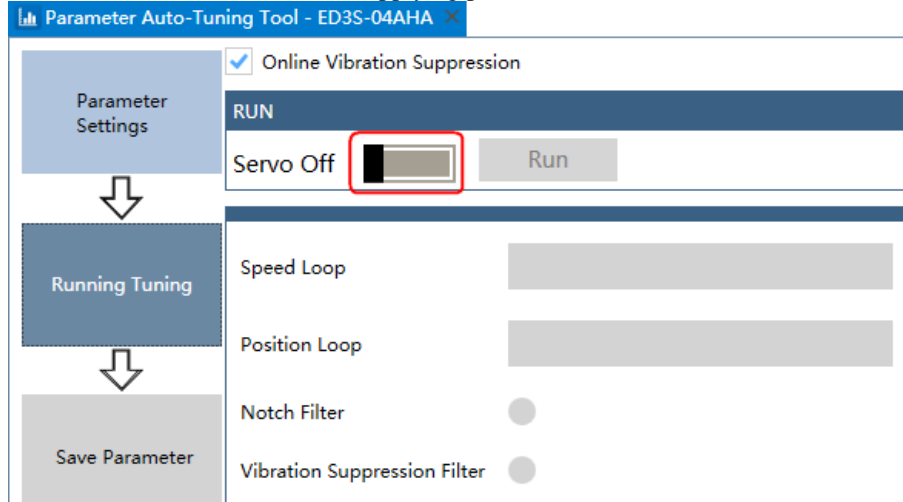 Parameter Auto-Tuning Tool - ED3S-04AHA
Online Vibration Suppression
Parameter
Settings
RUN
Servo Off
Run
Running Tuning
Speed Loop
Position Loop
Notch Filter
Save Parameter
Vibration Suppression Filter